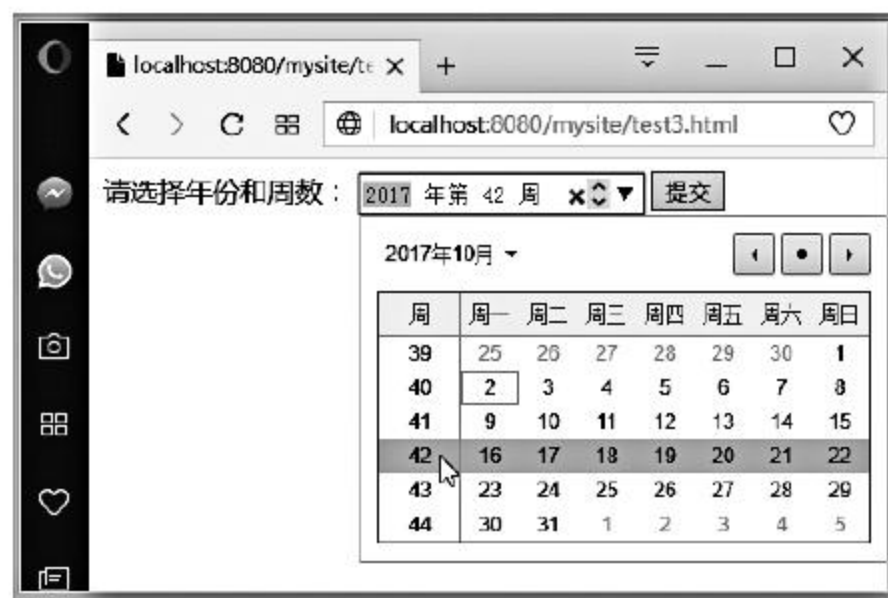 localhost:8080/mysite/te
localhost:8080/mysite/test3.html
请选择年份和周数： 2017 年第 42 周 提交
2017年10月
周 周一 周二 周三 周四 周五 周六 周日
39 25 26 27 28 29 30 1
40 2 3 4 5 6 7 8
41 9 10 11 12 13 14 15
42 16 17 18 19 20 21 22
43 23 24 25 26 27 28 29
44 30 31 1 2 3 4 5